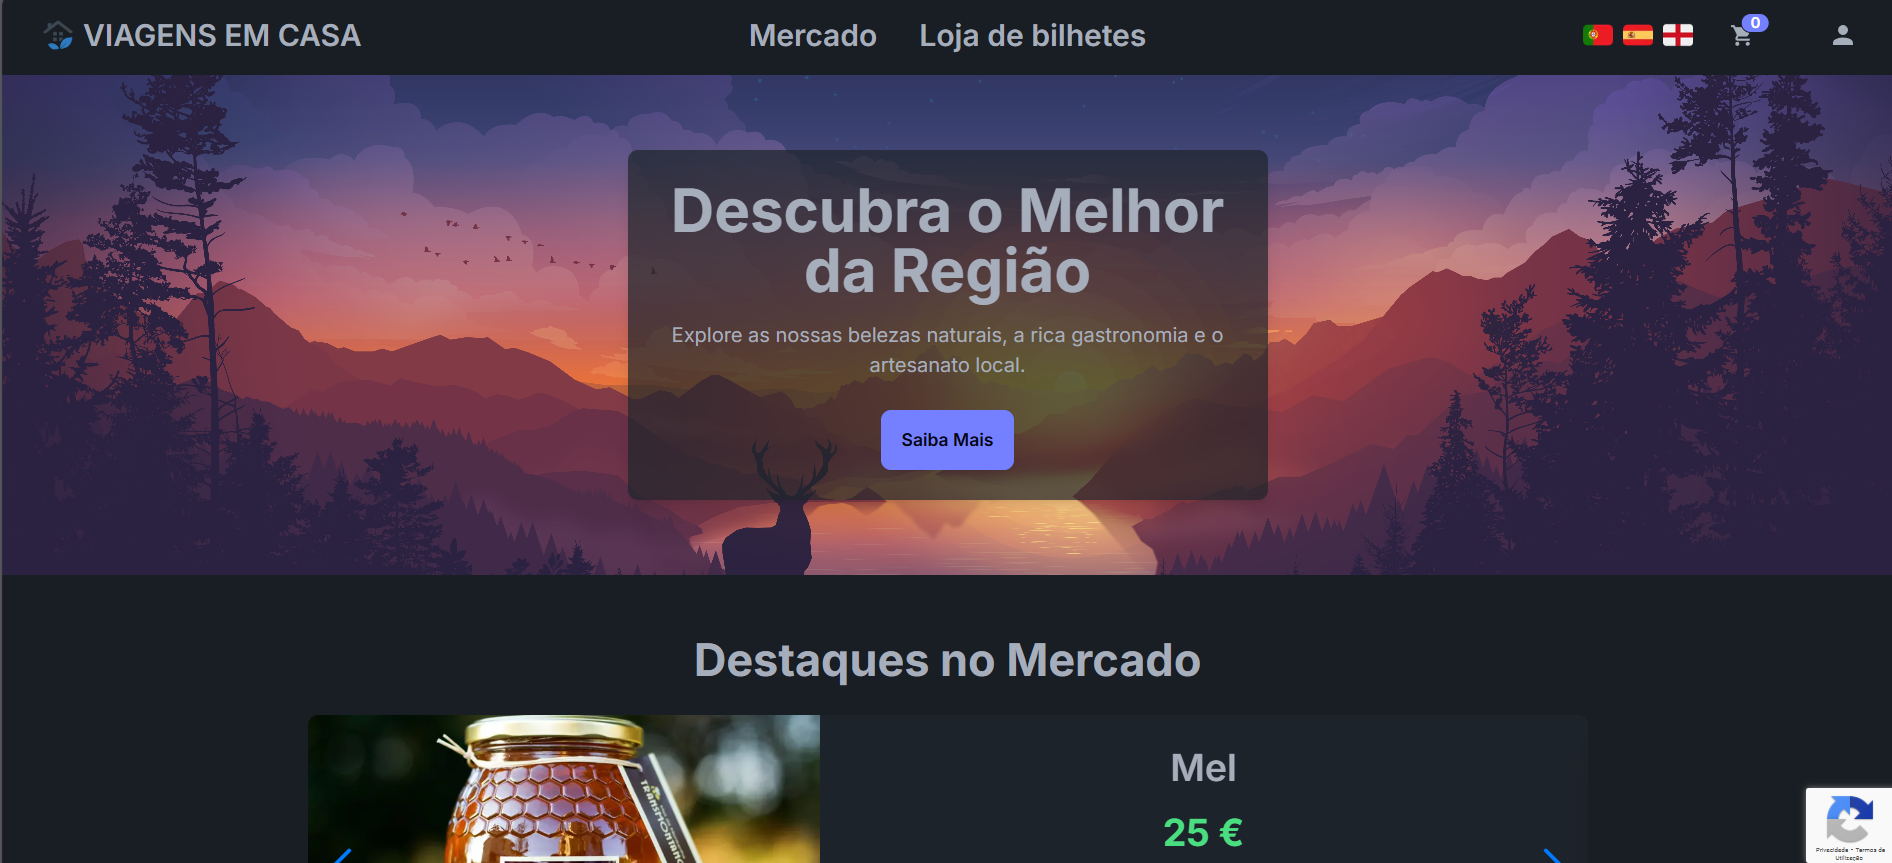 VIAGENS EM CASA
Mercado
Loja de bilhetes
0
Descubra o Melhor
da Região
Explore as nossas belezas naturais, a rica gastronomia e o
artesanato local.
Saiba Mais
Destaques no Mercado
Mel
25 €
Privacidade • Termos de
Utilização